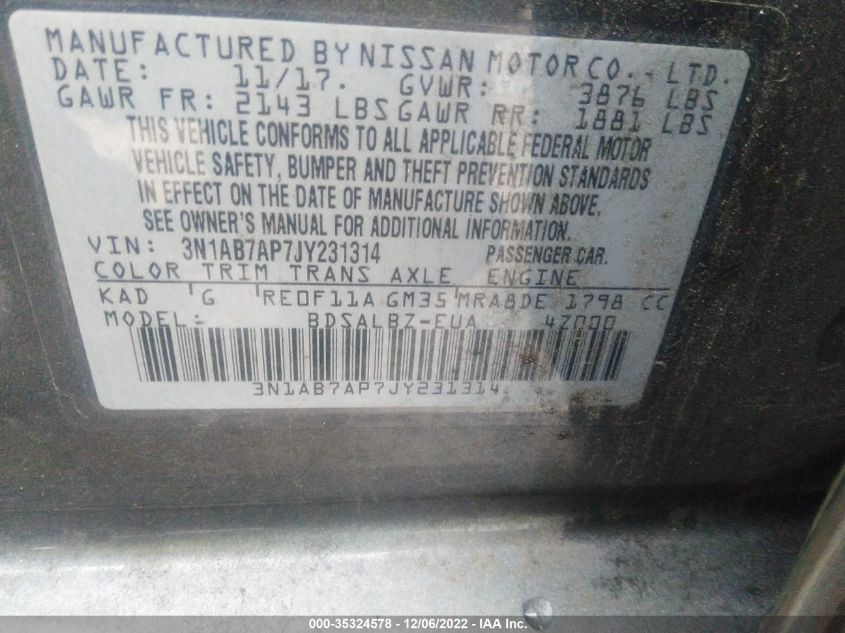 MANUFACTURED BY NISSAN MOTOR CO., LTD.
DATE: 11/17. GVWR: 3876 LBS
GAWR FR: 2143 LBS GAWR RR: 1881 LBS
THIS VEHICLE CONFORMS TO ALL APPLICABLE FEDERAL MOTOR
VEHICLE SAFETY, BUMPER AND THEFT PREVENTION STANDARDS
IN EFFECT ON THE DATE OF MANUFACTURE SHOWN ABOVE.
SEE OWNER'S MANUAL FOR ADDITIONAL INFORMATION.
VIN: 3N1AB7AP7JY231314 PASSENGER CAR.
COLOR TRIM TRANS AXLE ENGINE
KAD G RE0F11A GM35 MRA8DE 1798 CC
MODEL: BDSALBZ-EUA 4Z000
3N1AB7AP7JY231314
000-35324578 - 12/06/2022 - IAA Inc.